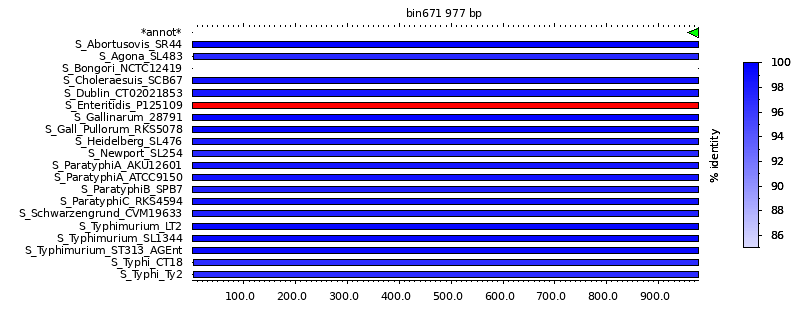 bin671 977 bp
*annot*
S_Abortusovis_SR44
S_Agona_SL483
S_Bongori_NCTC12419
S_Choleraesuis_SCB67
S_Dublin_CT02021853
S_Enteritidis_P125109
S_Gallinarum_28791
S_Gall_Pullorum_RKS5078
S_Heidelberg_SL476
S_Newport_SL254
S_ParatyphiA_AKU12601
S_ParatyphiA_ATCC9150
S_ParatyphiB_SPB7
S_ParatyphiC_RKS4594
S_Schwarzengrund_CVM19633
S_Typhimurium_LT2
S_Typhimurium_SL1344
S_Typhimurium_ST313_AGEnt
S_Typhi_CT18
S_Typhi_Ty2
100.0 200.0 300.0 400.0 500.0 600.0 700.0 800.0 900.0
100
98
96
94
92
90
88
86
% identity